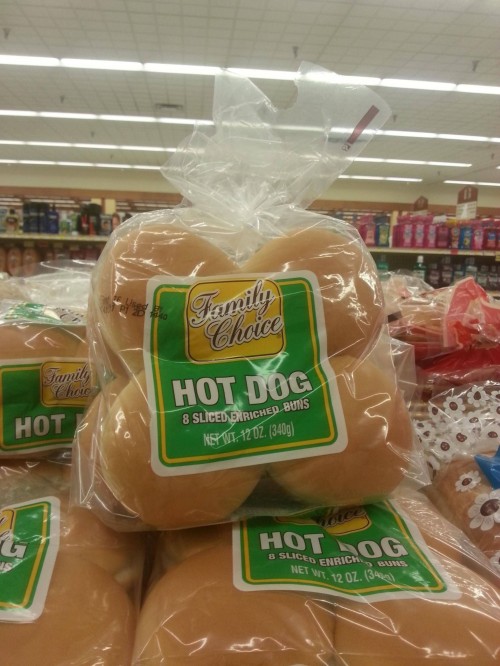 Family
Choice
HOT DOG
8 SLICED ENRICHED BUNS
NET WT. 12 OZ. (340g)
Family
HOT
Choice
HOT DOG
8 SLICED ENRICHED BUNS
NET WT. 12 OZ. (340g)